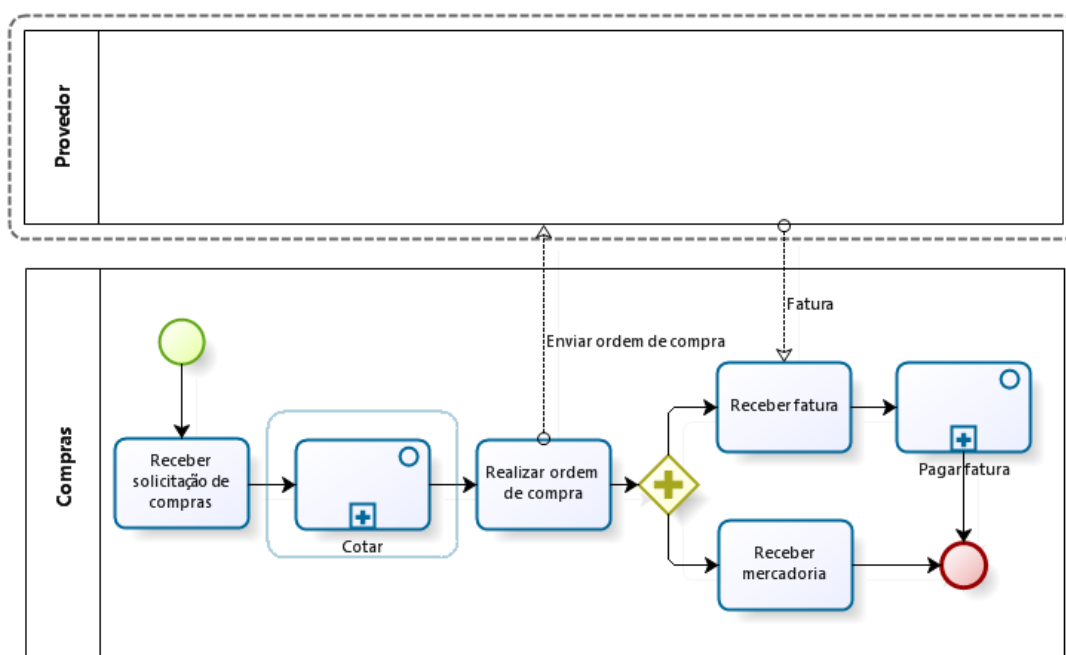 Provedor
Enviar ordem de compra
Fatura
Compras
Receber
solicitação de
compras
Cotar
Realizar ordem
de compra
Receber fatura
Pagar fatura
Receber
mercadoria